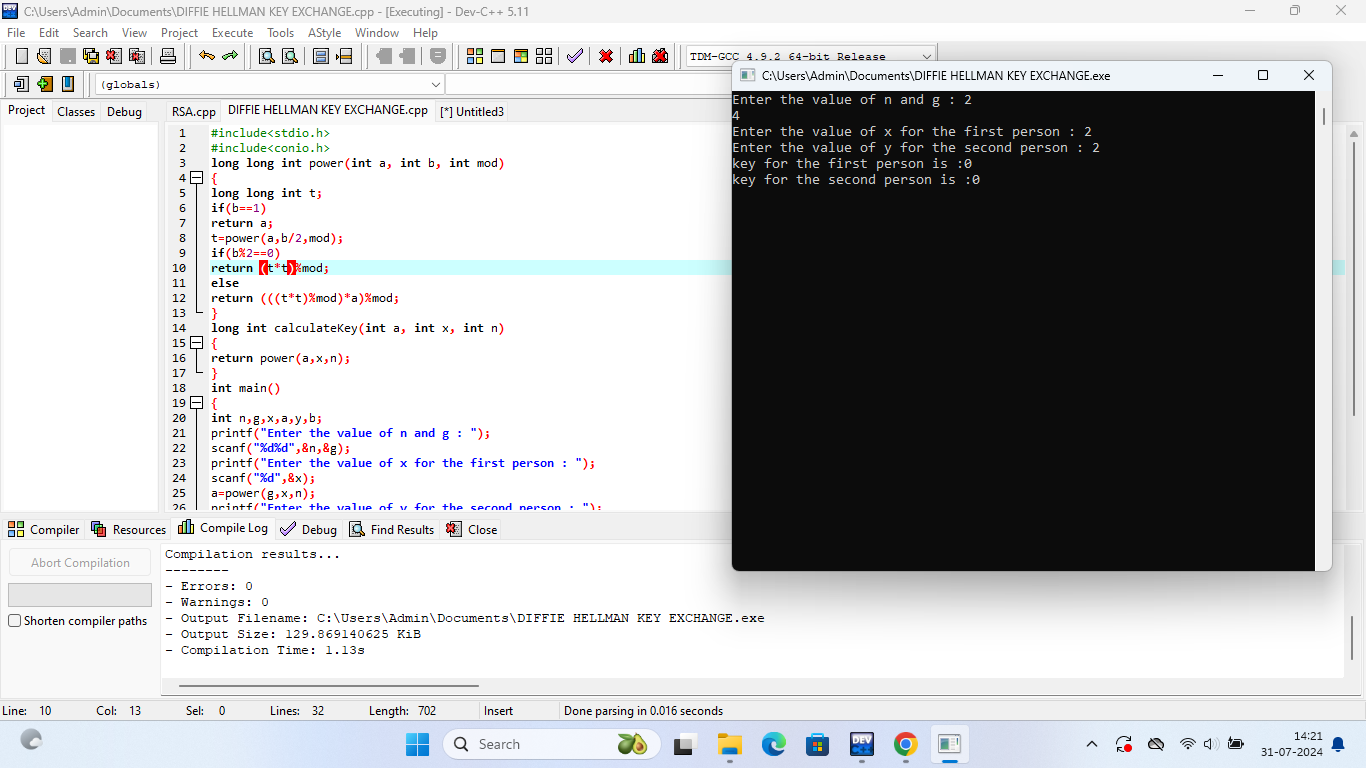 C:\Users\Admin\Documents\DIFFIE HELLMAN KEY EXCHANGE.cpp - [Executing] - Dev-C++ 5.11
File Edit Search View Project Execute Tools AStyle Window Help
TDM-GCC 4.9.2 64-bit Release
(globals)
Project Classes Debug
RSA.cpp DIFFIE HELLMAN KEY EXCHANGE.cpp [*] Untitled3
1 #include<stdio.h>
2 #include<conio.h>
3 long long int power(int a, int b, int mod)
4 {
5 long long int t;
6 if(b==1)
7 return a;
8 t=power(a,b/2,mod);
9 if(b%2==0)
10 return (t*t)%mod;
11 else
12 return (((t*t)%mod)*a)%mod;
13 }
14 long int calculateKey(int a, int x, int n)
15 {
16 return power(a,x,n);
17 }
18 int main()
19 {
20 int n,g,x,a,y,b;
21 printf("Enter the value of n and g : ");
22 scanf("%d%d",&n,&g);
23 printf("Enter the value of x for the first person : ");
24 scanf("%d",&x);
25 a=power(g,x,n);
26 printf("Enter the value of y for the second person : ");
C:\Users\Admin\Documents\DIFFIE HELLMAN KEY EXCHANGE.exe
Enter the value of n and g : 2
4
Enter the value of x for the first person : 2
Enter the value of y for the second person : 2
key for the first person is :0
key for the second person is :0
Compiler Resources Compile Log Debug Find Results Close
Abort Compilation
Shorten compiler paths
Compilation results...
--------
- Errors: 0
- Warnings: 0
- Output Filename: C:\Users\Admin\Documents\DIFFIE HELLMAN KEY EXCHANGE.exe
- Output Size: 129.869140625 KiB
- Compilation Time: 1.13s
Line: 10 Col: 13 Sel: 0 Lines: 32 Length: 702 Insert Done parsing in 0.016 seconds
Search
DEV
14:21
31-07-2024